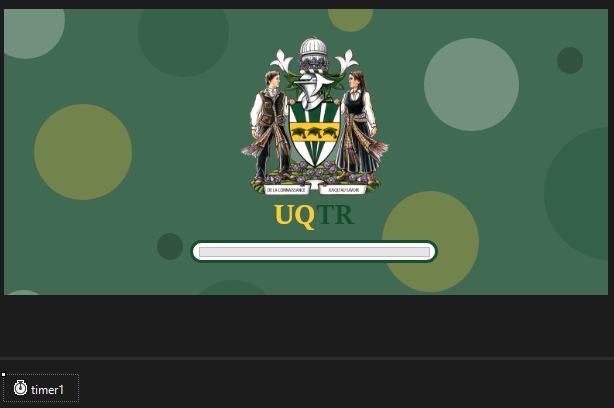 DE LA CONNAISSANCE JUSQU'AU SAVOIR
UQTR
timer1